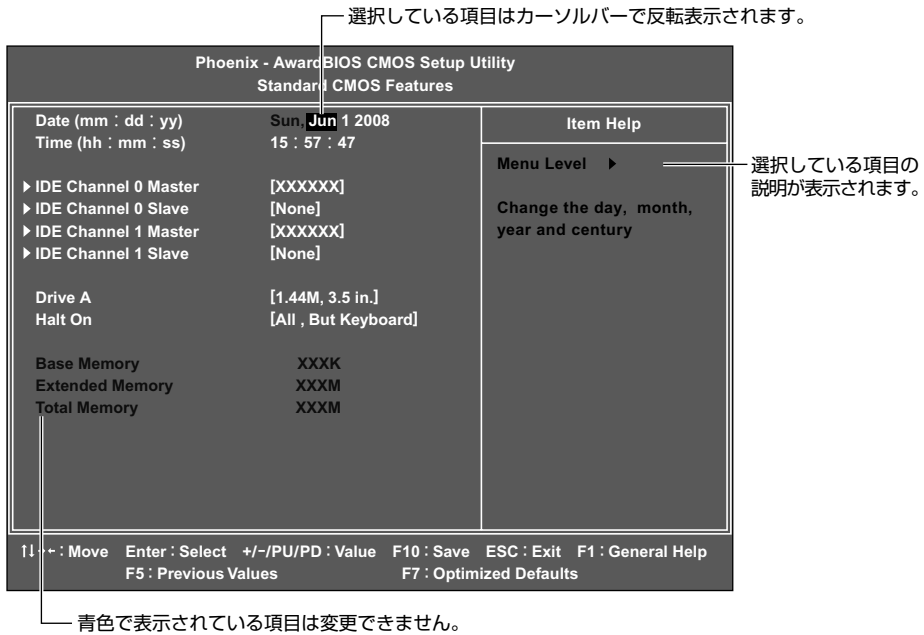 選択している項目はカーソルバーで反転表示されます。
Phoenix - AwardBIOS CMOS Setup Utility
Standard CMOS Features
Date (mm : dd : yy) Sun, Jun 1 2008
Time (hh : mm : ss) 15 : 57 : 47
Item Help
Menu Level ▶
選択している項目の
説明が表示されます。
▶ IDE Channel 0 Master [XXXXXX]
▶ IDE Channel 0 Slave [None]
▶ IDE Channel 1 Master [XXXXXX]
▶ IDE Channel 1 Slave [None]
Change the day, month,
year and century
Drive A [1.44M, 3.5 in.]
Halt On [All , But Keyboard]
Base Memory XXXK
Extended Memory XXXM
Total Memory XXXM
↑↓→← : Move Enter : Select +/-/PU/PD : Value F10 : Save ESC : Exit F1 : General Help
F5 : Previous Values F7 : Optimized Defaults
青色で表示されている項目は変更できません。